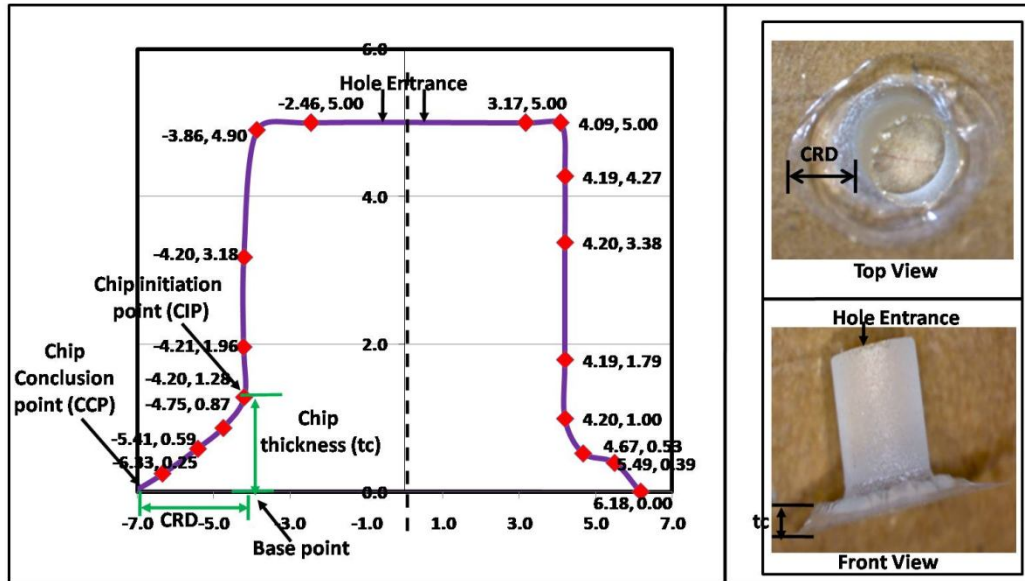 6.0
Hole Entrance
-2.46, 5.00
3.17, 5.00
-3.86, 4.90
4.09, 5.00
4.19, 4.27
4.0
-4.20, 3.18
4.20, 3.38
Chip initiation
point (CIP)
-4.21, 1.96
2.0
4.19, 1.79
Chip
Conclusion
point (CCP)
-4.20, 1.28
-4.75, 0.87
4.20, 1.00
Chip
thickness (tc)
-5.41, 0.59
4.67, 0.53
-6.33, 0.25
5.49, 0.39
0.0
6.18, 0.00
-7.0
CRD
-5.0
-3.0
-1.0
1.0
3.0
5.0
7.0
Base point
CRD
Top View
Hole Entrance
tc
Front View